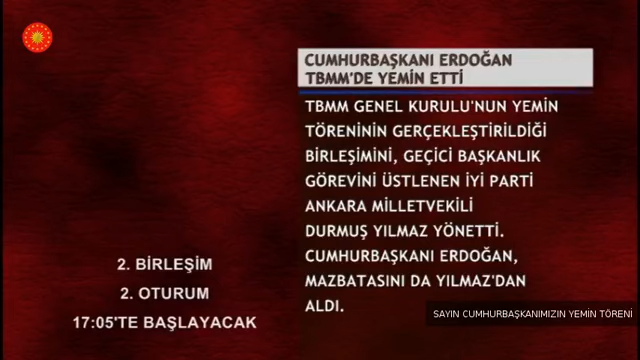 CUMHURBAŞKANI ERDOĞAN
TBMM'DE YEMİN ETTİ
TBMM GENEL KURULU'NUN YEMİN
TÖRENİNİN GERÇEKLEŞTİRİLDİĞİ
BİRLEŞİMİNİ, GEÇİCİ BAŞKANLIK
GÖREVİNİ ÜSTLENEN İYİ PARTİ
ANKARA MİLLETVEKİLİ
DURMUŞ YILMAZ YÖNETTİ.
CUMHURBAŞKANI ERDOĞAN,
MAZBATASINI DA YILMAZ'DAN
ALDI.
2. BİRLEŞİM
2. OTURUM
17:05'TE BAŞLAYACAK
SAYIN CUMHURBAŞKANIMIZIN YEMİN TÖRENİ